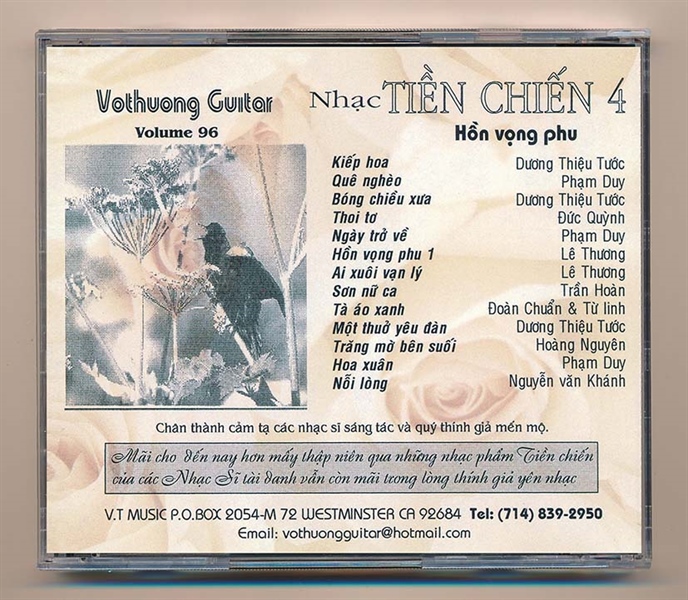 Vothuong Guitar
Volume 96
Nhạc TIỀN CHIẾN 4
Hồn vọng phu
Kiếp hoa Dương Thiệu Tước
Quê nghèo Phạm Duy
Bóng chiều xưa Dương Thiệu Tước
Thoi tơ Đức Quỳnh
Ngày trở về Phạm Duy
Hồn vọng phu 1 Lê Thương
Ai xuôi vạn lý Lê Thương
Sơn nữ ca Trần Hoàn
Tà áo xanh Đoàn Chuẩn & Từ linh
Một thuở yêu đàn Dương Thiệu Tước
Trăng mờ bên suối Hoàng Nguyên
Hoa xuân Phạm Duy
Nỗi lòng Nguyễn văn Khánh
Chân thành cảm tạ các nhạc sĩ sáng tác và quý thính giả mến mộ.
Mãi cho đến nay hơn mấy thập niên qua những nhạc phẩm Tiền chiến
của các Nhạc Sĩ tài danh vẫn còn mãi trong lòng thính giả yên nhạc
V.T MUSIC P.O.BOX 2054-M 72 WESTMINSTER CA 92684 Tel: (714) 839-2950
Email: vothuongguitar@hotmail.com